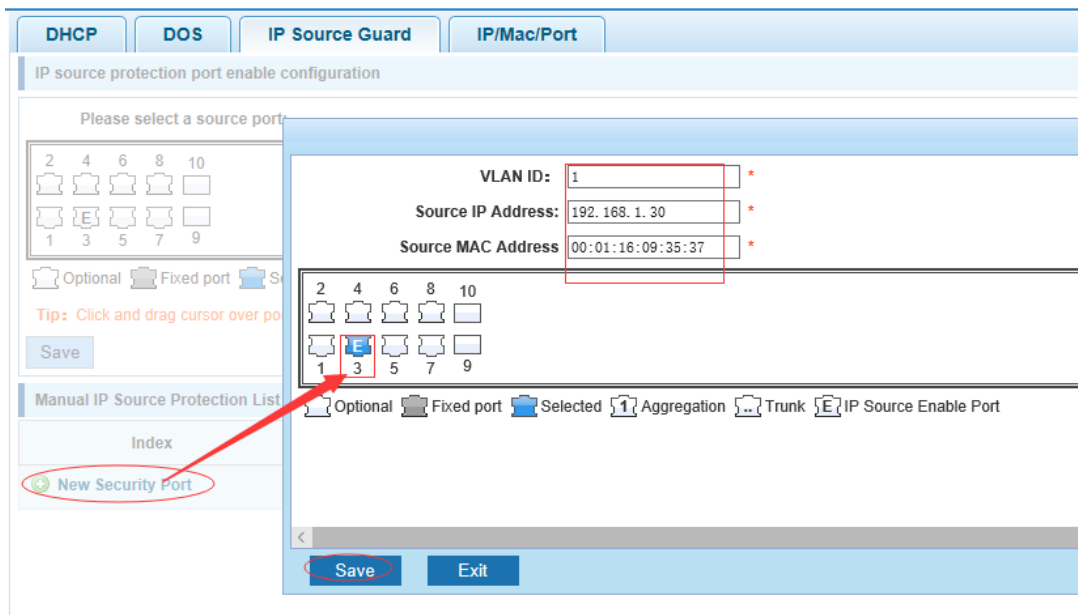 DHCP DOS IP Source Guard IP/Mac/Port
IP source protection port enable configuration
Please select a source port:
2 4 6 8 10
E
1 3 5 7 9
Optional Fixed port
Tip: Click and drag cursor over
Save
Manual IP Source Protection List
Index
New Security Port
VLAN ID: 1 *
Source IP Address: 192.168.1.30 *
Source MAC Address 00:01:16:09:35:37 *
2 4 6 8 10
E
1 3 5 7 9
Optional Fixed port Selected 1 Aggregation .. Trunk E IP Source Enable Port
<
Save Exit